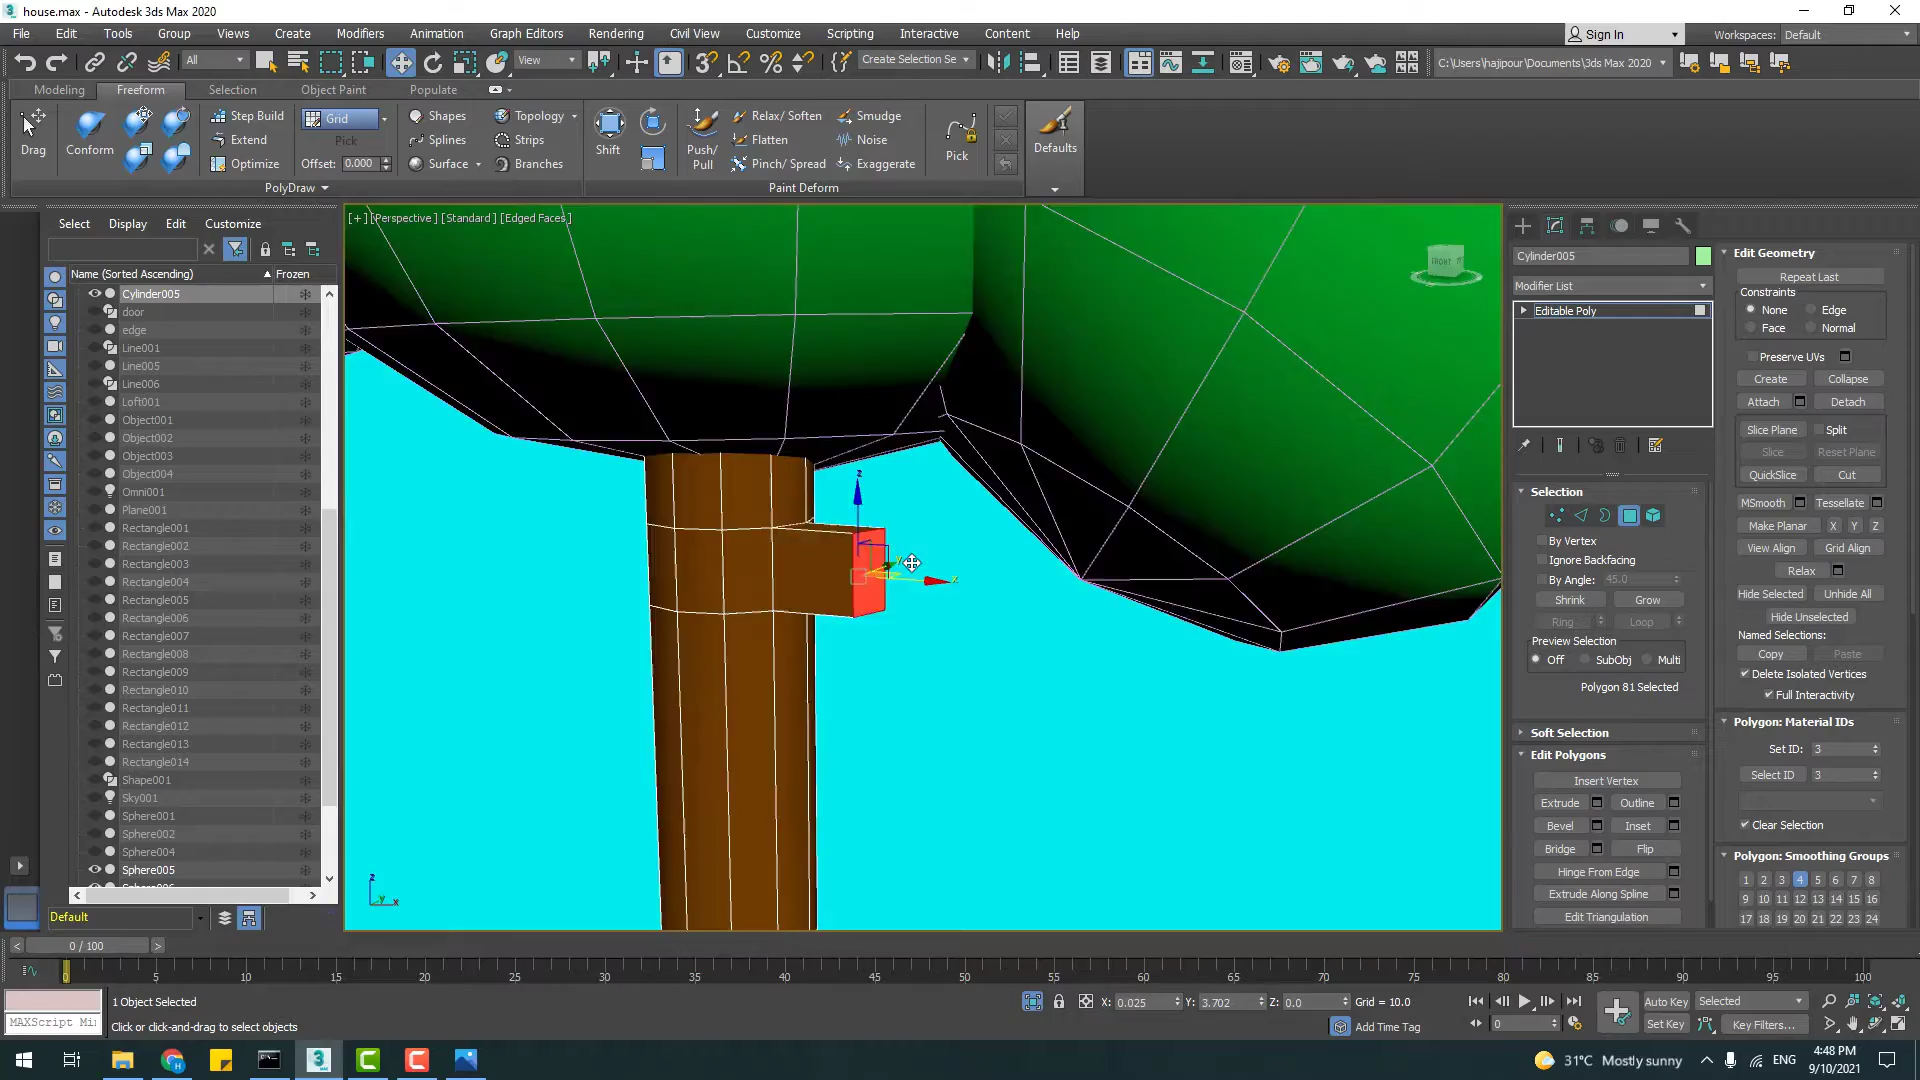 house.max - Autodesk 3ds Max 2020
File Edit Tools Group Views Create Modifiers Animation Graph Editors Rendering Civil View Customize Scripting Interactive Content Help Sign In Workspaces: Default
All View Create Selection Se C:\Users\hajipour\Documents\3ds Max 2020
Modeling Freeform Selection Object Paint Populate
Drag Conform Step Build Extend Optimize Grid Pick Offset: 0.000 Shapes Splines Surface Topology Strips Branches Shift Push/ Pull Relax/ Soften Flatten Pinch/ Spread Smudge Noise Exaggerate Pick Defaults
PolyDraw Paint Deform
Select Display Edit Customize
Name (Sorted Ascending) Frozen
Cylinder005
door
edge
Line001
Line005
Line006
Loft001
Object001
Object002
Object003
Object004
Omni001
Plane001
Rectangle001
Rectangle002
Rectangle003
Rectangle004
Rectangle005
Rectangle006
Rectangle007
Rectangle008
Rectangle009
Rectangle010
Rectangle011
Rectangle012
Rectangle013
Rectangle014
Shape001
Sky001
Sphere001
Sphere002
Sphere004
Sphere005
Default
[+] [Perspective ] [Standard ] [Edged Faces ]
FRONT
z
y
x
z
y
x
Cylinder005
Modifier List
Editable Poly
Selection
By Vertex
Ignore Backfacing
By Angle: 45.0
Shrink Grow
Ring Loop
Preview Selection
Off SubObj Multi
Polygon 81 Selected
Soft Selection
Edit Polygons
Insert Vertex
Extrude Outline
Bevel Inset
Bridge Flip
Hinge From Edge
Extrude Along Spline
Edit Triangulation
Edit Geometry
Repeat Last
Constraints
None Edge
Face Normal
Preserve UVs
Create Collapse
Attach Detach
Slice Plane Split
Slice Reset Plane
QuickSlice Cut
MSmooth Tessellate
Make Planar X Y Z
View Align Grid Align
Relax
Hide Selected Unhide All
Hide Unselected
Named Selections:
Copy Paste
Delete Isolated Vertices
Full Interactivity
Polygon: Material IDs
Set ID: 3
Select ID 3
Clear Selection
Polygon: Smoothing Groups
1 2 3 4 5 6 7 8
9 10 11 12 13 14 15 16
17 18 19 20 21 22 23 24
0 / 100
0 5 10 15 20 25 30 35 40 45 50 55 60 65 70 75 80 85 90 95 100
1 Object Selected X: 0.025 Y: 3.702 Z: 0.0 Grid = 10.0 Auto Key Selected
MAXScript Mi Click or click-and-drag to select objects Add Time Tag 0 Set Key Key Filters...
31°C Mostly sunny ENG 4:48 PM
9/10/2021